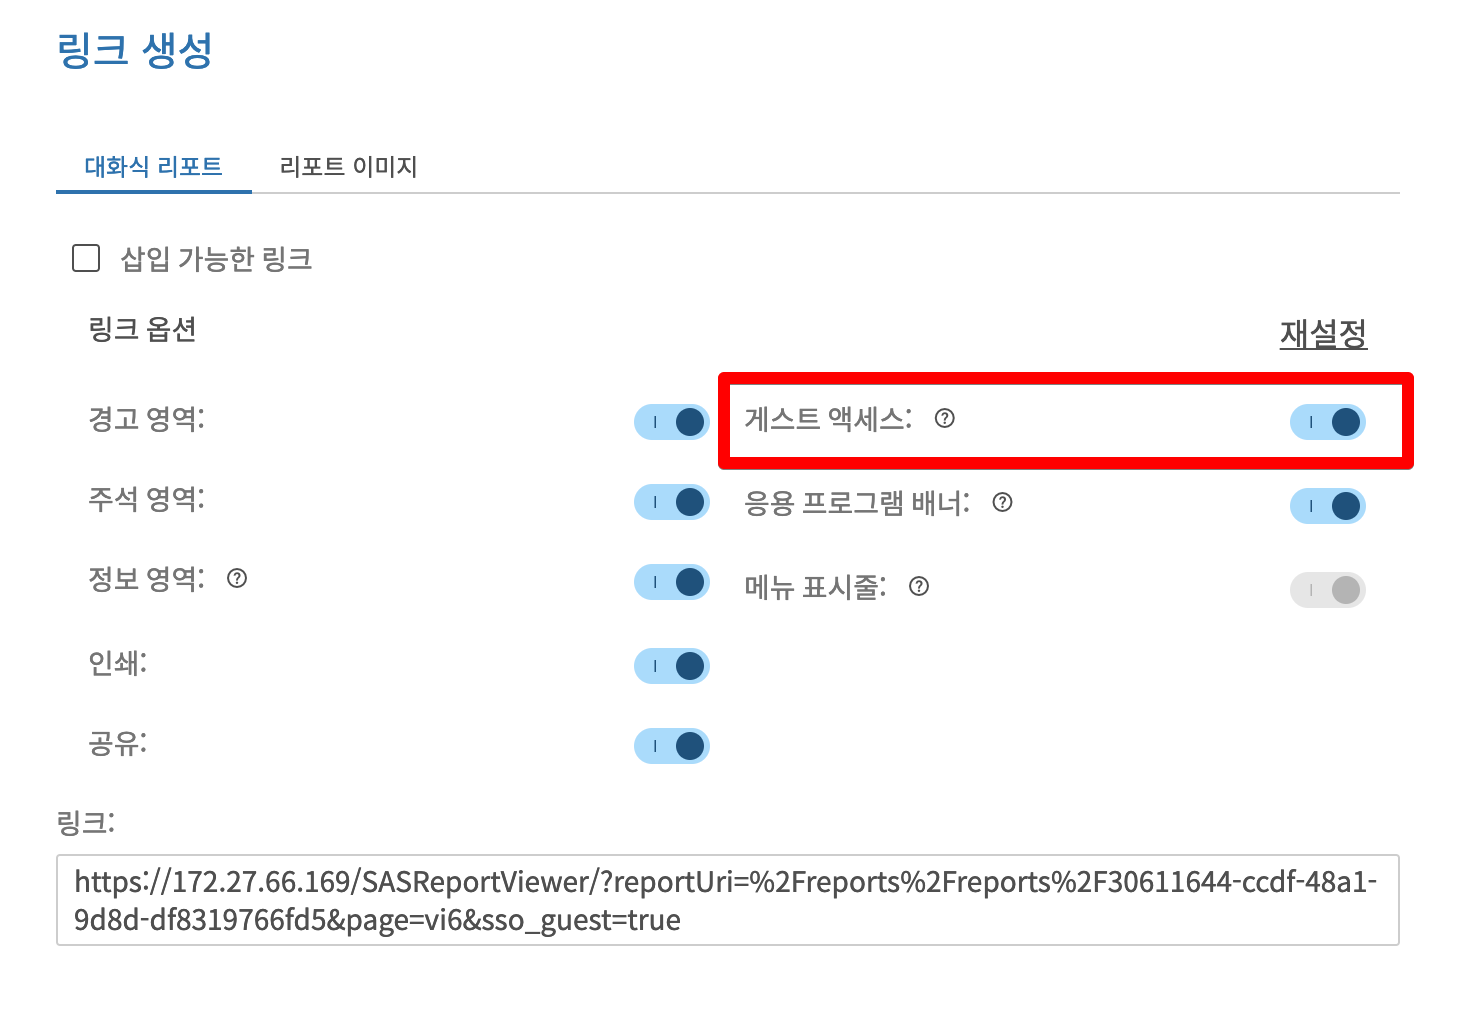 링크 생성
대화식 리포트 리포트 이미지
삽입 가능한 링크
링크 옵션 재설정
경고 영역: 게스트 액세스:
주석 영역: 응용 프로그램 배너:
정보 영역: 메뉴 표시줄:
인쇄:
공유:
링크:
https://172.27.66.169/SASReportViewer/?reportUri=%2Freports%2Freports%2F30611644-ccdf-48a1-
9d8d-df8319766fd5&page=vi6&sso_guest=true